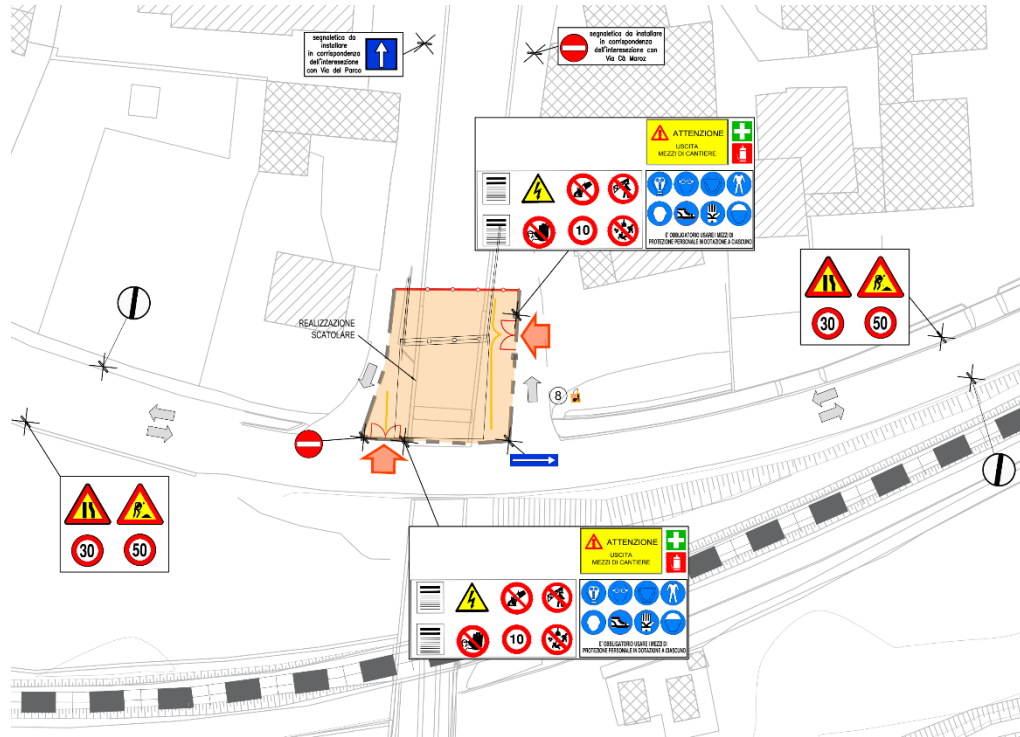 segnaletica da
installare
in corrispondenza
dell'interesezione
con Via del Parco
segnaletica da installare
in corrispondenza
dell'interesezione con
Via Cà Maroz
ATTENZIONE
USCITA
MEZZI DI CANTIERE
10
E' OBBLIGATORIO USARE I MEZZI DI
PROTEZIONE PERSONALE IN DOTAZIONE A CIASCUNO
30
50
REALIZZAZIONE
SCATOLARE
8
30
50
ATTENZIONE
USCITA
MEZZI DI CANTIERE
10
E' OBBLIGATORIO USARE I MEZZI DI
PROTEZIONE PERSONALE IN DOTAZIONE A CIASCUNO